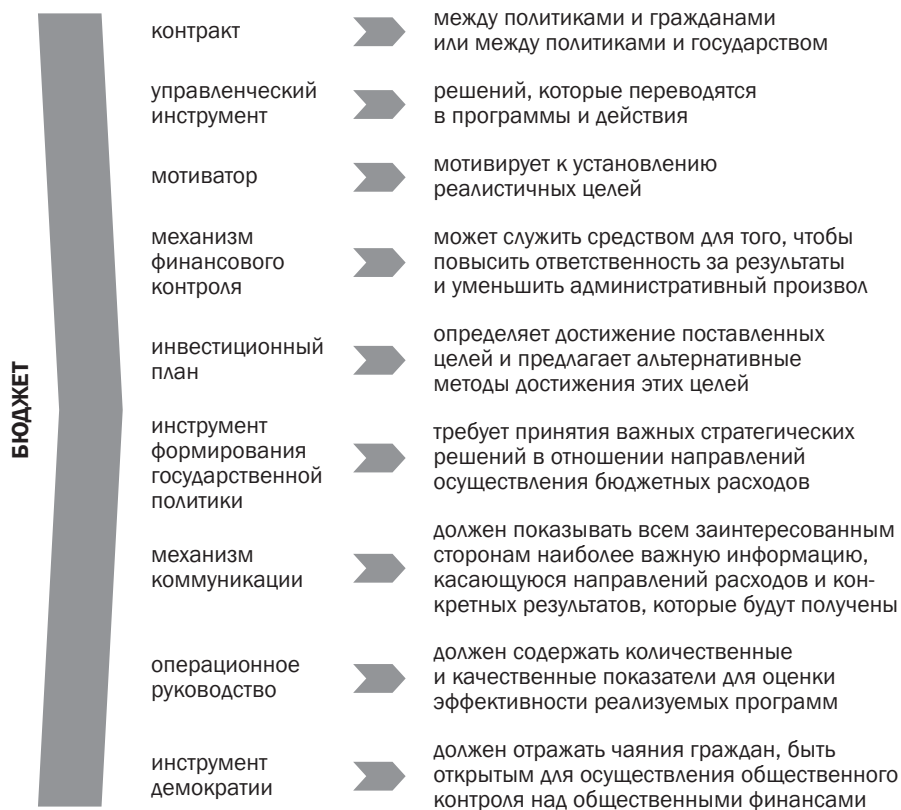 БЮДЖЕТ
контракт
между политиками и гражданами
или между политиками и государством
управленческий
инструмент
решений, которые переводятся
в программы и действия
мотиватор
мотивирует к установлению
реалистичных целей
механизм
финансового
контроля
может служить средством для того, чтобы
повысить ответственность за результаты
и уменьшить административный произвол
инвестиционный
план
определяет достижение поставленных
целей и предлагает альтернативные
методы достижения этих целей
инструмент
формирования
государственной
политики
требует принятия важных стратегических
решений в отношении направлений
осуществления бюджетных расходов
механизм
коммуникации
должен показывать всем заинтересованным
сторонам наиболее важную информацию,
касающуюся направлений расходов и кон-
кретных результатов, которые будут получены
операционное
руководство
должен содержать количественные
и качественные показатели для оценки
эффективности реализуемых программ
инструмент
демократии
должен отражать чаяния граждан, быть
открытым для осуществления общественного
контроля над общественными финансами